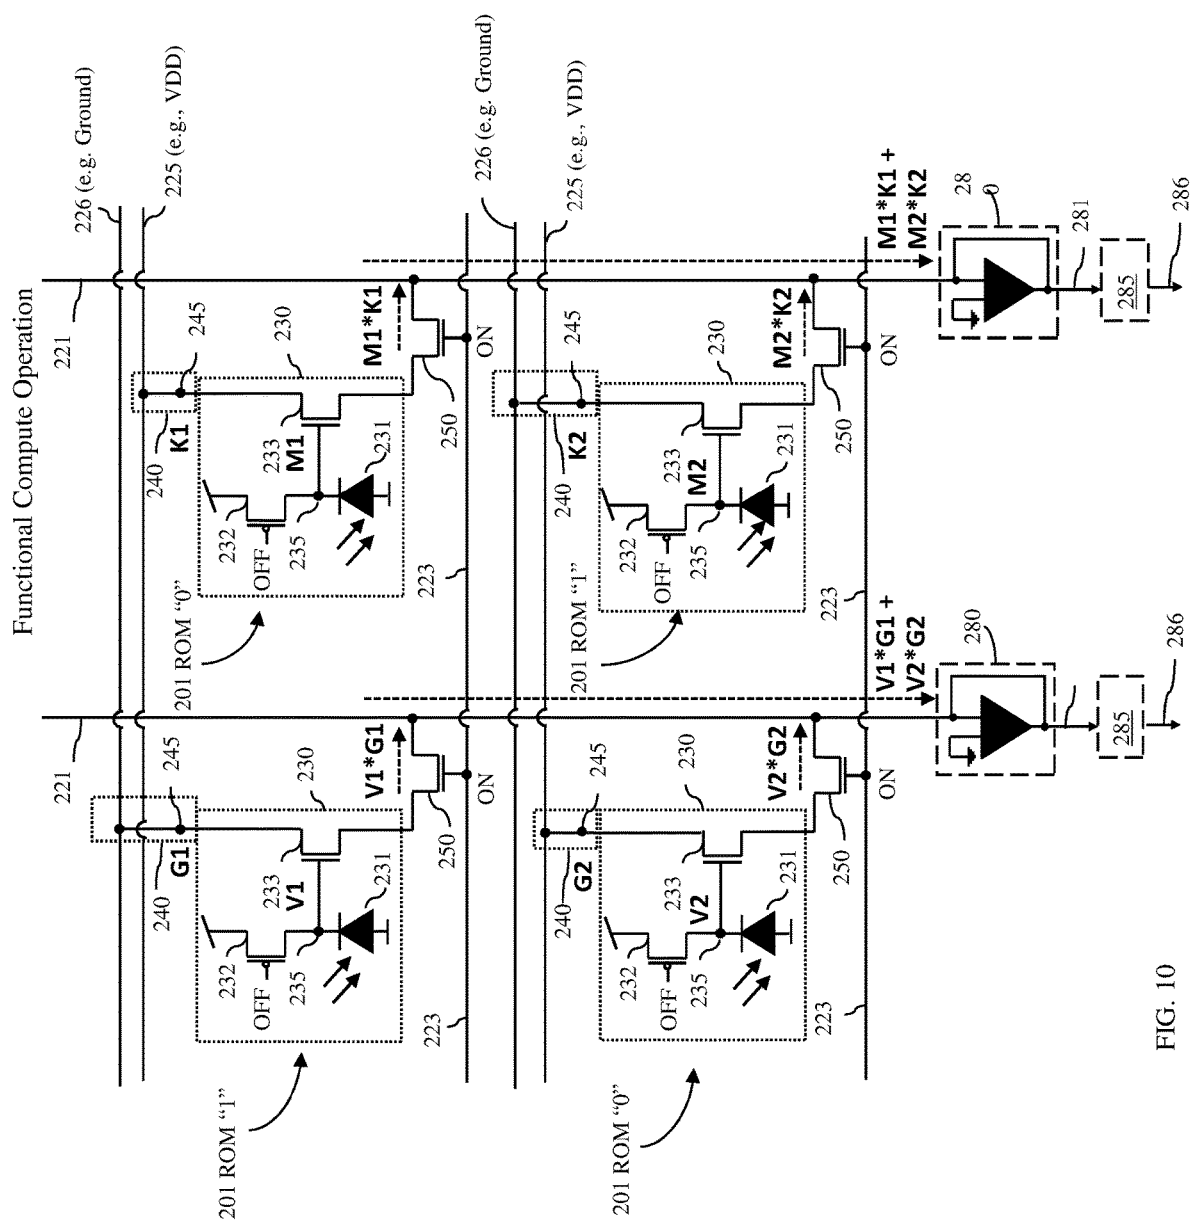 Functional Compute Operation
221
221
226 (e.g. Ground)
225 (e.g., VDD)
240
G1
245
240
K1
245
201 ROM “1”
232
OFF
235
233
V1
231
230
201 ROM “0”
232
OFF
235
233
M1
231
230
V1*G1
250
ON
M1*K1
250
ON
223
223
226 (e.g. Ground)
225 (e.g., VDD)
240
G2
245
240
K2
245
201 ROM “0”
232
OFF
235
233
V2
231
230
201 ROM “1”
232
OFF
235
233
M2
231
230
V2*G2
250
ON
M2*K2
250
ON
223
223
V1*G1 +
V2*G2
M1*K1 +
M2*K2
280
28
0
281
285
285
286
286
FIG. 10